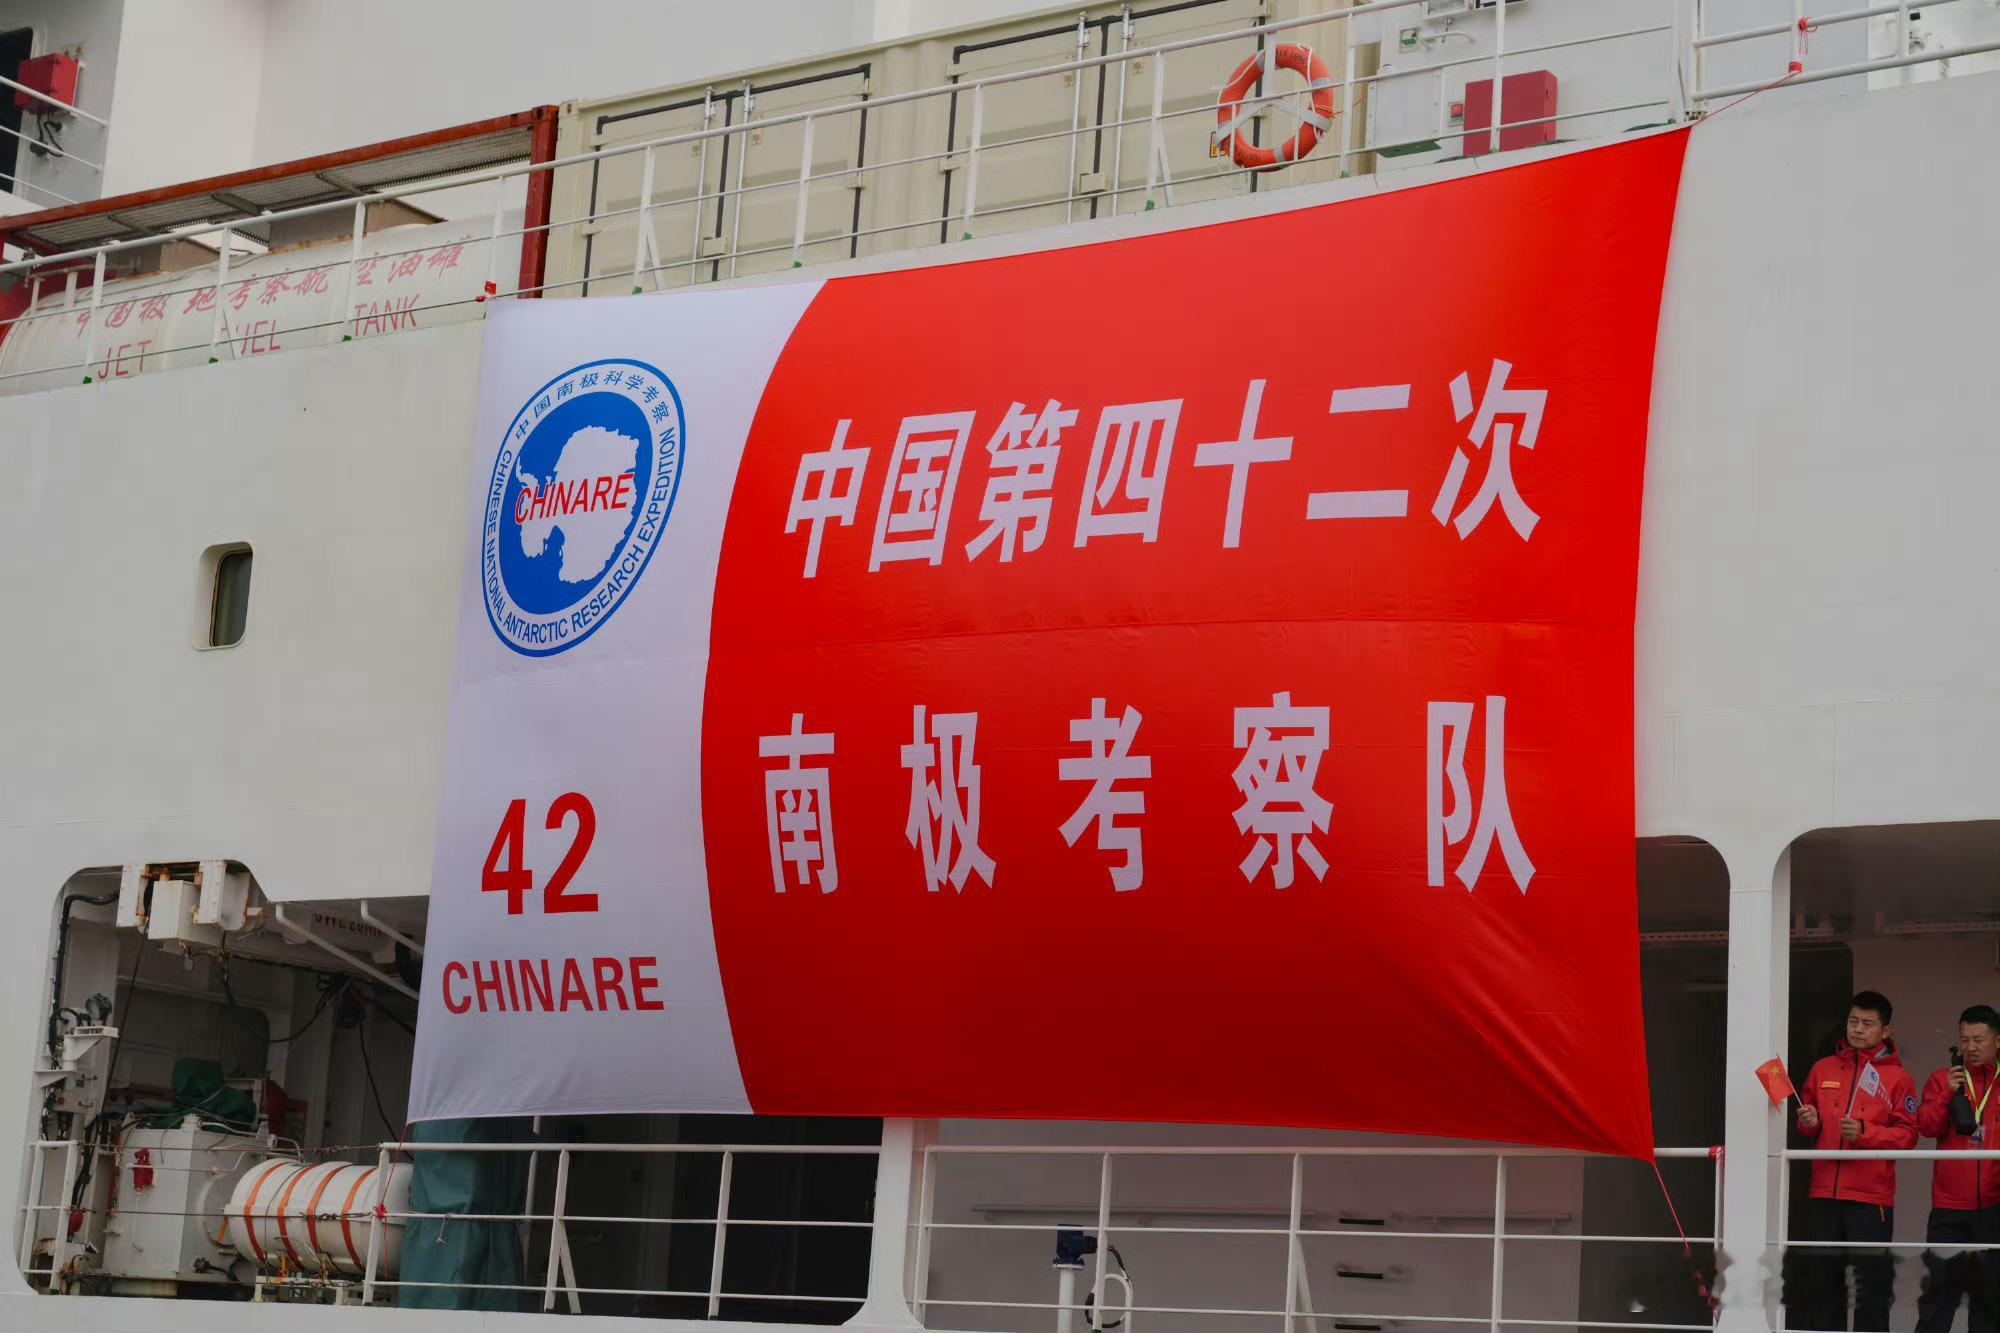 中国极地考察航空油罐
JET FUEL TANK
中国南极科学考察
CHINESE NATIONAL ANTARCTIC RESEARCH EXPEDITION
CHINARE
中国第四十二次
南极考察队
42
CHINARE